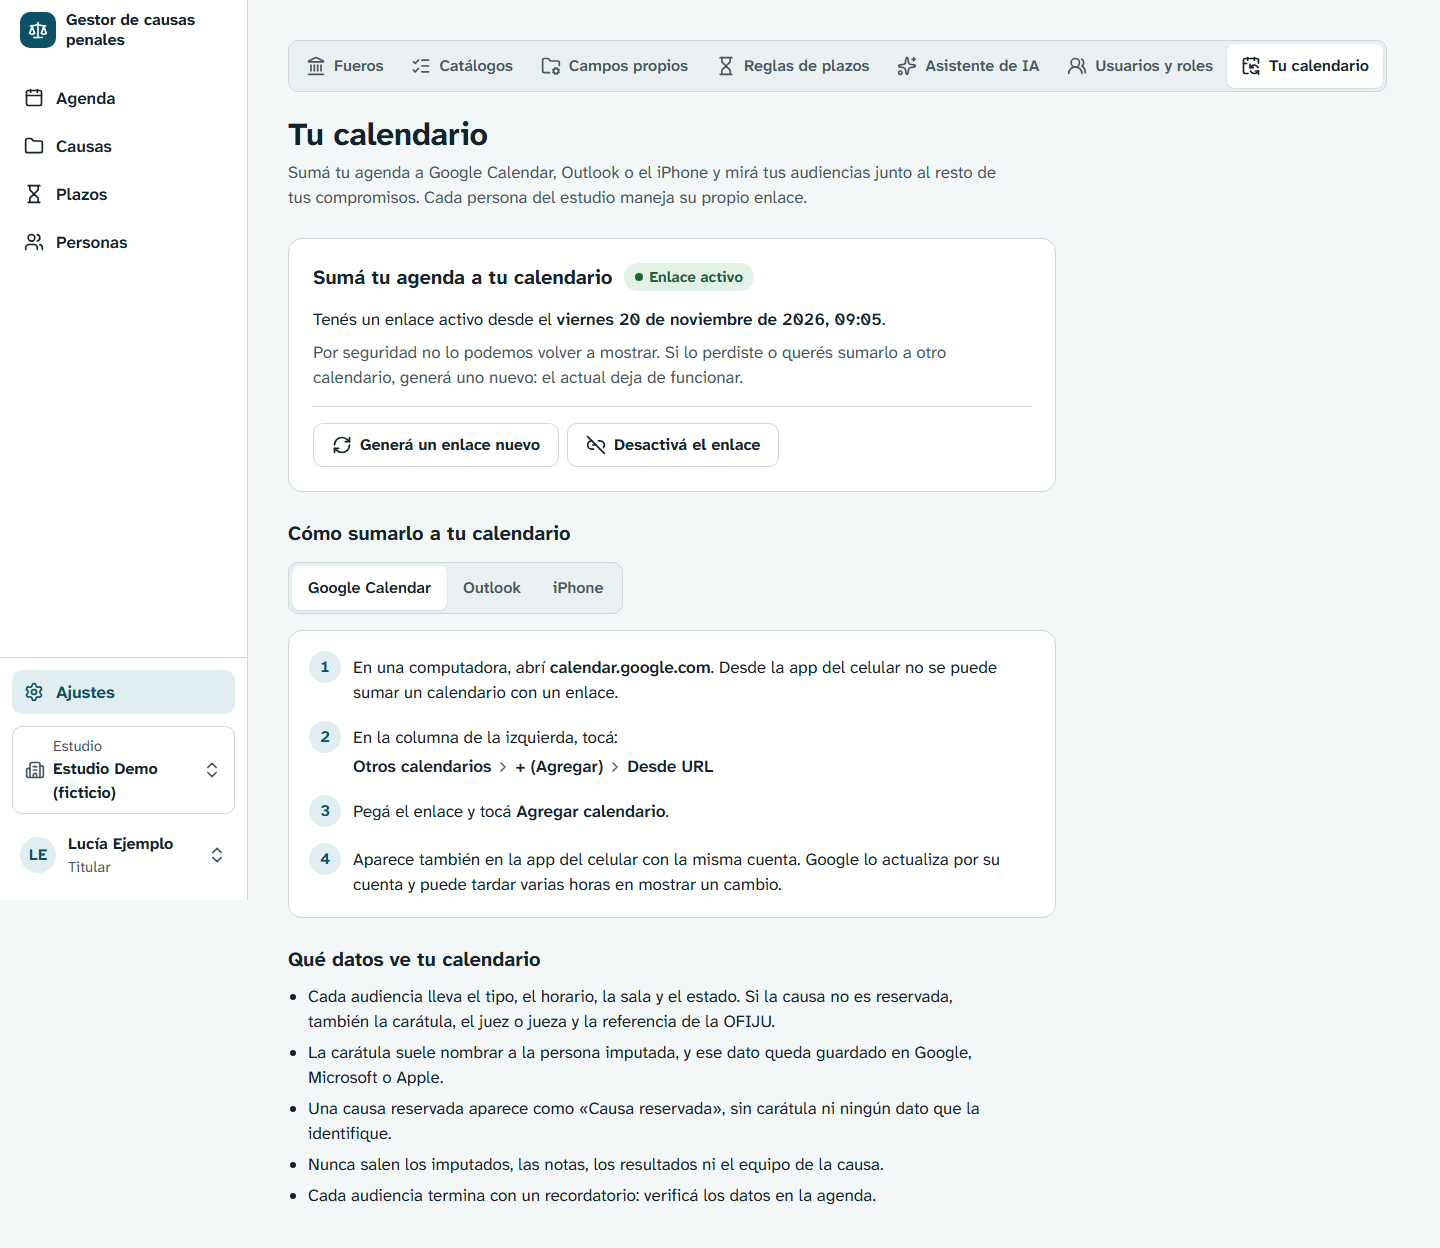 Gestor de causas
penales
Agenda
Causas
Plazos
Personas
Ajustes
Estudio
Estudio Demo
(ficticio)
LE
Lucía Ejemplo
Titular
Fueros
Catálogos
Campos propios
Reglas de plazos
Asistente de IA
Usuarios y roles
Tu calendario
Tu calendario
Sumá tu agenda a Google Calendar, Outlook o el iPhone y mirá tus audiencias junto al resto de
tus compromisos. Cada persona del estudio maneja su propio enlace.
Sumá tu agenda a tu calendario
Enlace activo
Tenés un enlace activo desde el viernes 20 de noviembre de 2026, 09:05.
Por seguridad no lo podemos volver a mostrar. Si lo perdiste o querés sumarlo a otro
calendario, generá uno nuevo: el actual deja de funcionar.
Generá un enlace nuevo
Desactivá el enlace
Cómo sumarlo a tu calendario
Google Calendar
Outlook
iPhone
1 En una computadora, abrí calendar.google.com. Desde la app del celular no se puede
sumar un calendario con un enlace.
2 En la columna de la izquierda, tocá:
Otros calendarios > + (Agregar) > Desde URL
3 Pegá el enlace y tocá Agregar calendario.
4 Aparece también en la app del celular con la misma cuenta. Google lo actualiza por su
cuenta y puede tardar varias horas en mostrar un cambio.
Qué datos ve tu calendario
• Cada audiencia lleva el tipo, el horario, la sala y el estado. Si la causa no es reservada,
también la carátula, el juez o jueza y la referencia de la OFIJU.
• La carátula suele nombrar a la persona imputada, y ese dato queda guardado en Google,
Microsoft o Apple.
• Una causa reservada aparece como «Causa reservada», sin carátula ni ningún dato que la
identifique.
• Nunca salen los imputados, las notas, los resultados ni el equipo de la causa.
• Cada audiencia termina con un recordatorio: verificá los datos en la agenda.